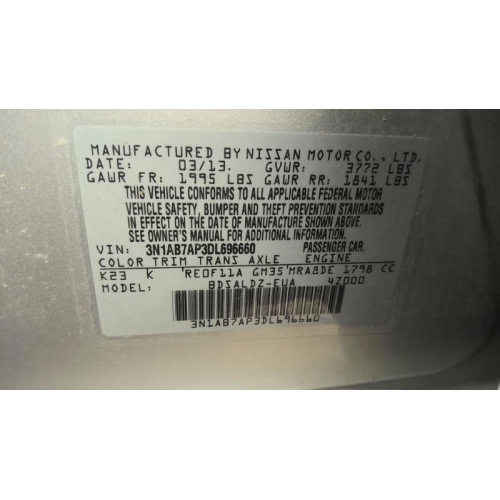 MANUFACTURED BY NISSAN MOTOR CO., LTD.
DATE: 03/13. GVWR: 3772 LBS
GAWR FR: 1995 LBS GAWR RR: 1841 LBS
THIS VEHICLE CONFORMS TO ALL APPLICABLE FEDERAL MOTOR
VEHICLE SAFETY, BUMPER AND THEFT PREVENTION STANDARDS
IN EFFECT ON THE DATE OF MANUFACTURE SHOWN ABOVE.
SEE OWNER'S MANUAL FOR ADDITIONAL INFORMATION.
VIN: 3N1AB7AP3DL696660 PASSENGER CAR.
COLOR TRIM TRANS AXLE ENGINE
K23 K RE0F11A GM35 MRA8DE 1798 CC
MODEL: BDSALDZ-EUA 4Z000
3N1AB7AP3DL696660